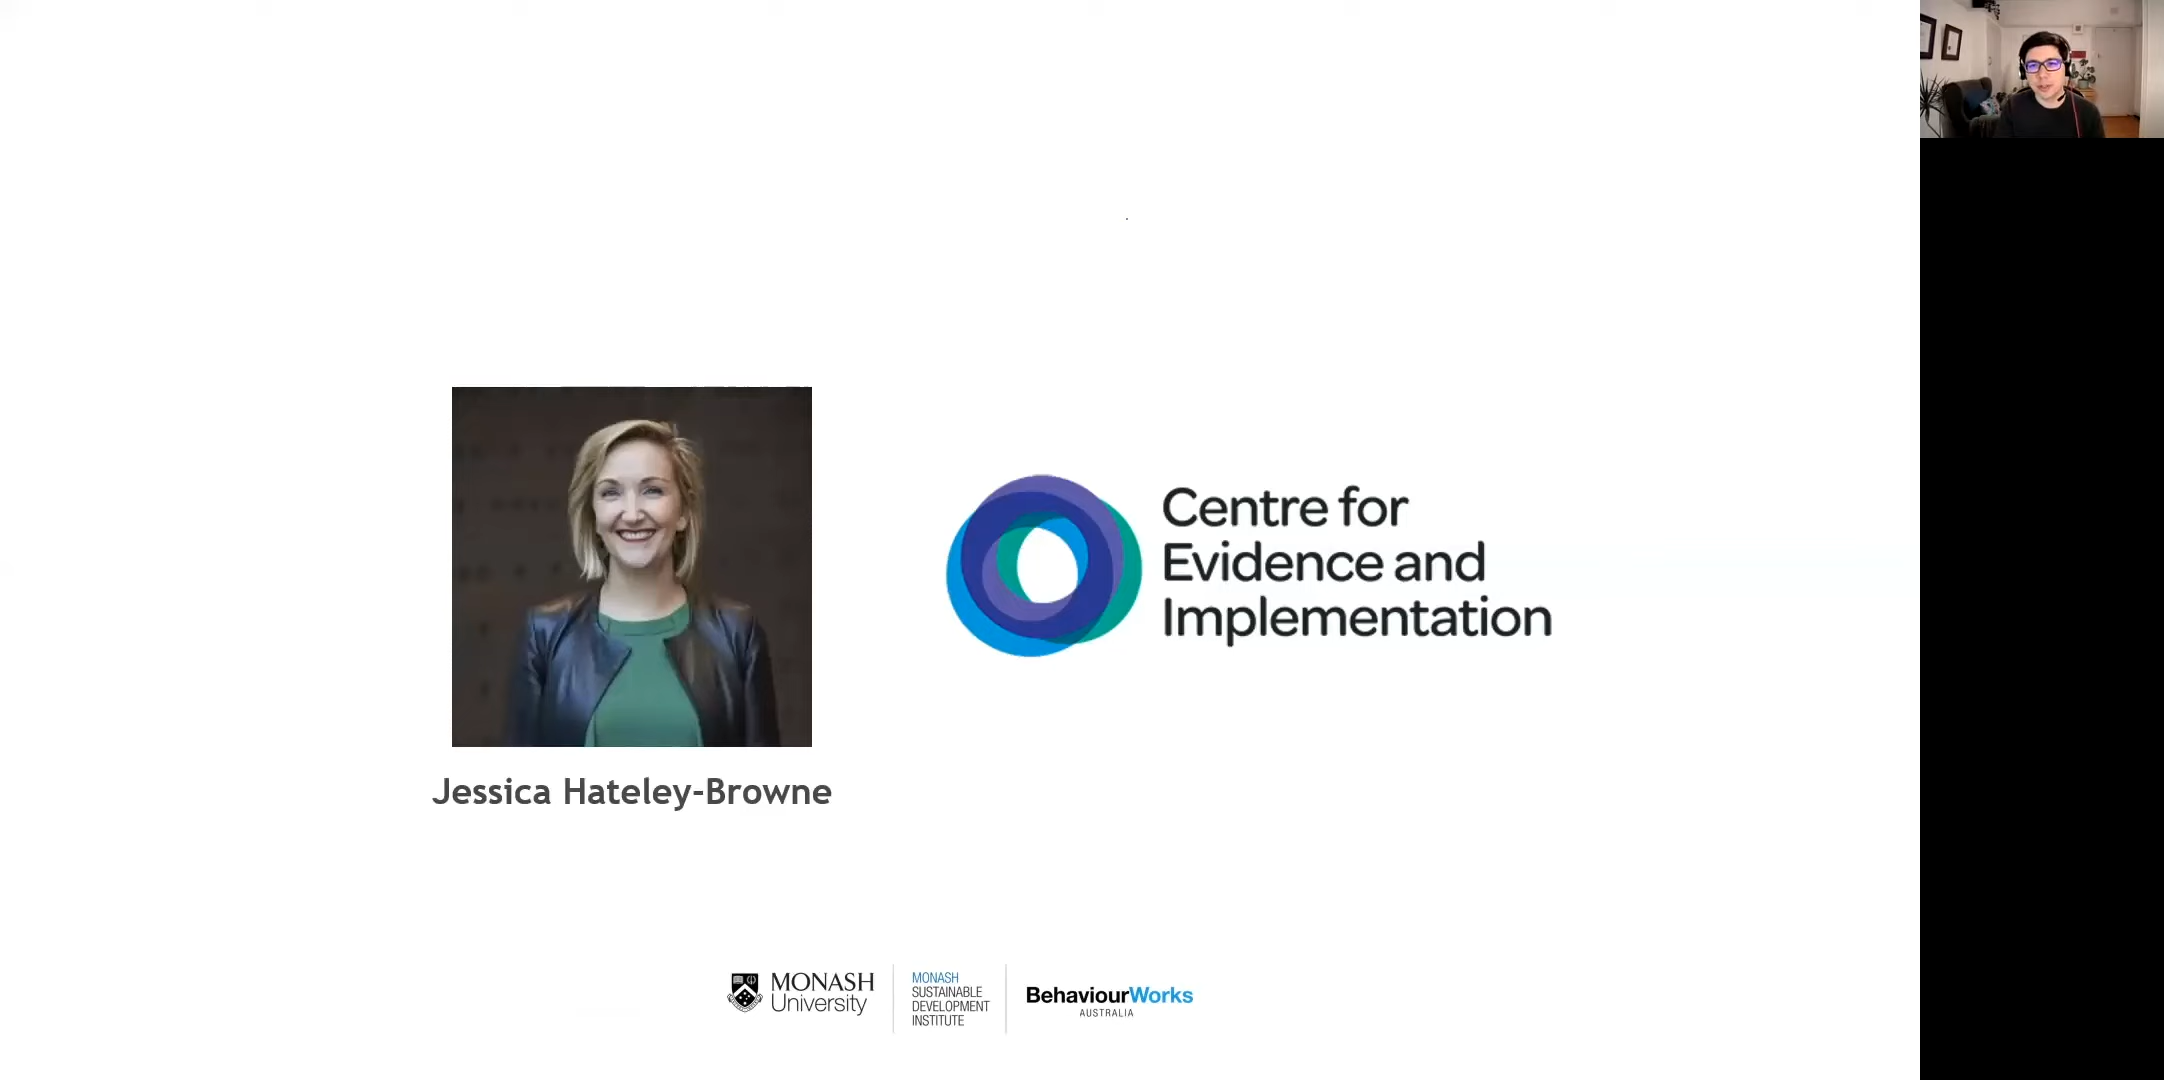 Centre for
Evidence and
Implementation
Jessica Hateley-Browne
MONASH
University
MONASH
SUSTAINABLE
DEVELOPMENT
INSTITUTE
BehaviourWorks
AUSTRALIA